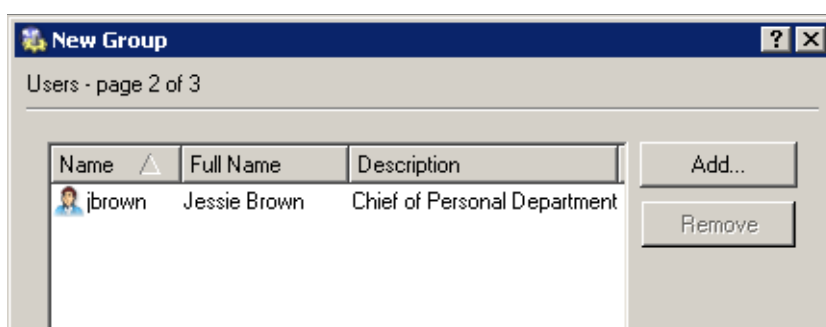 New Group
Users - page 2 of 3
Name Full Name Description Add...
jbrown Jessie Brown Chief of Personal Department
Remove